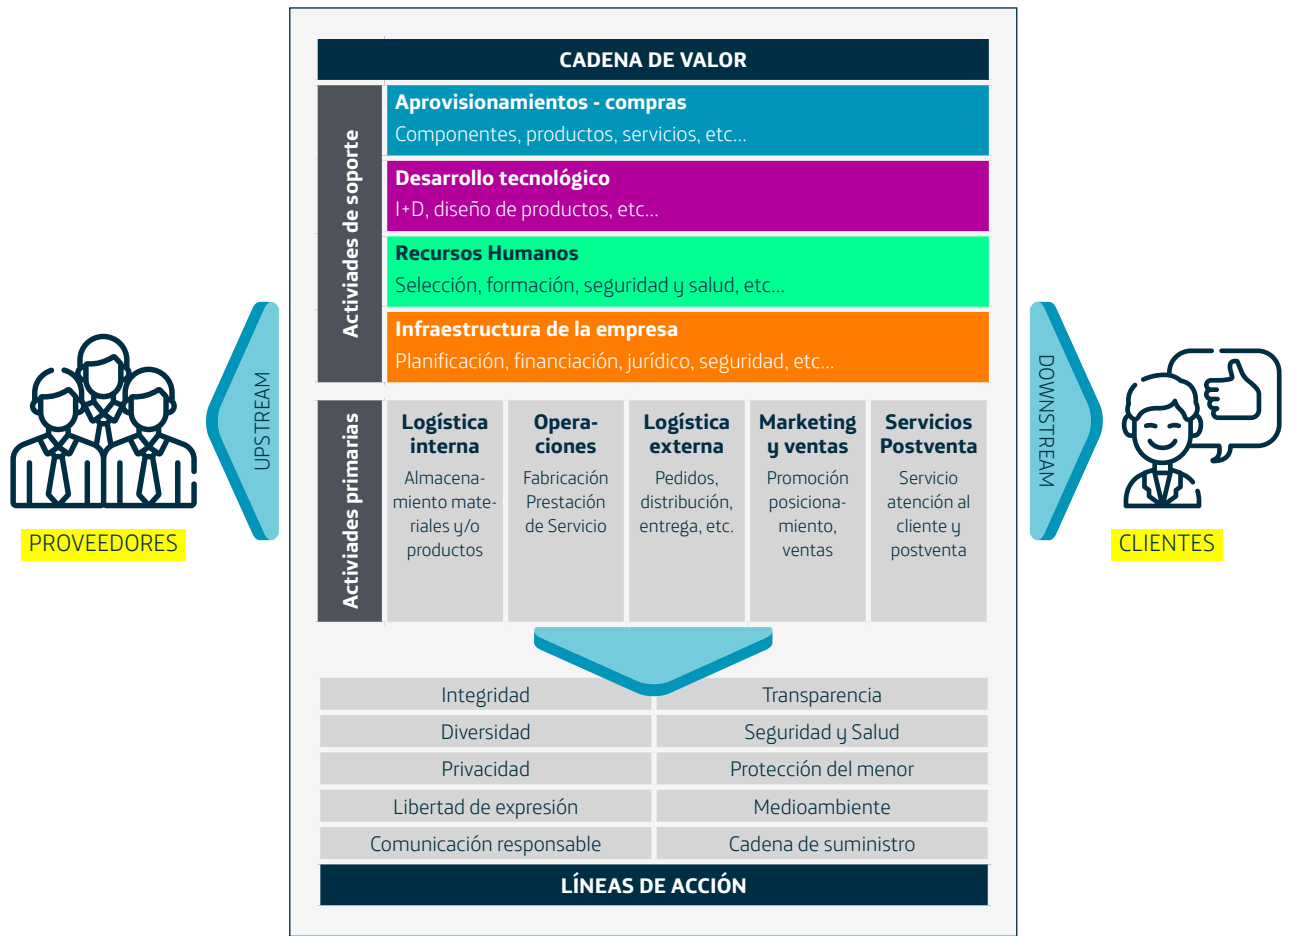 CADENA DE VALOR
Activiades de soporte
Aprovisionamientos - compras
Componentes, productos, servicios, etc...
Desarrollo tecnológico
I+D, diseño de productos, etc...
Recursos Humanos
Selección, formación, seguridad y salud, etc...
Infraestructura de la empresa
Planificación, financiación, jurídico, seguridad, etc...
UPSTREAM
PROVEEDORES
DOWNSTREAM
CLIENTES
Activiades primarias
Logística
interna
Almacena-
miento mate-
riales y/o
productos
Opera-
ciones
Fabricación
Prestación
de Servicio
Logística
externa
Pedidos,
distribución,
entrega, etc.
Marketing
y ventas
Promoción
posiciona-
miento,
ventas
Servicios
Postventa
Servicio
atención al
cliente y
postventa
Integridad
Transparencia
Diversidad
Seguridad y Salud
Privacidad
Protección del menor
Libertad de expresión
Medioambiente
Comunicación responsable
Cadena de suministro
LÍNEAS DE ACCIÓN